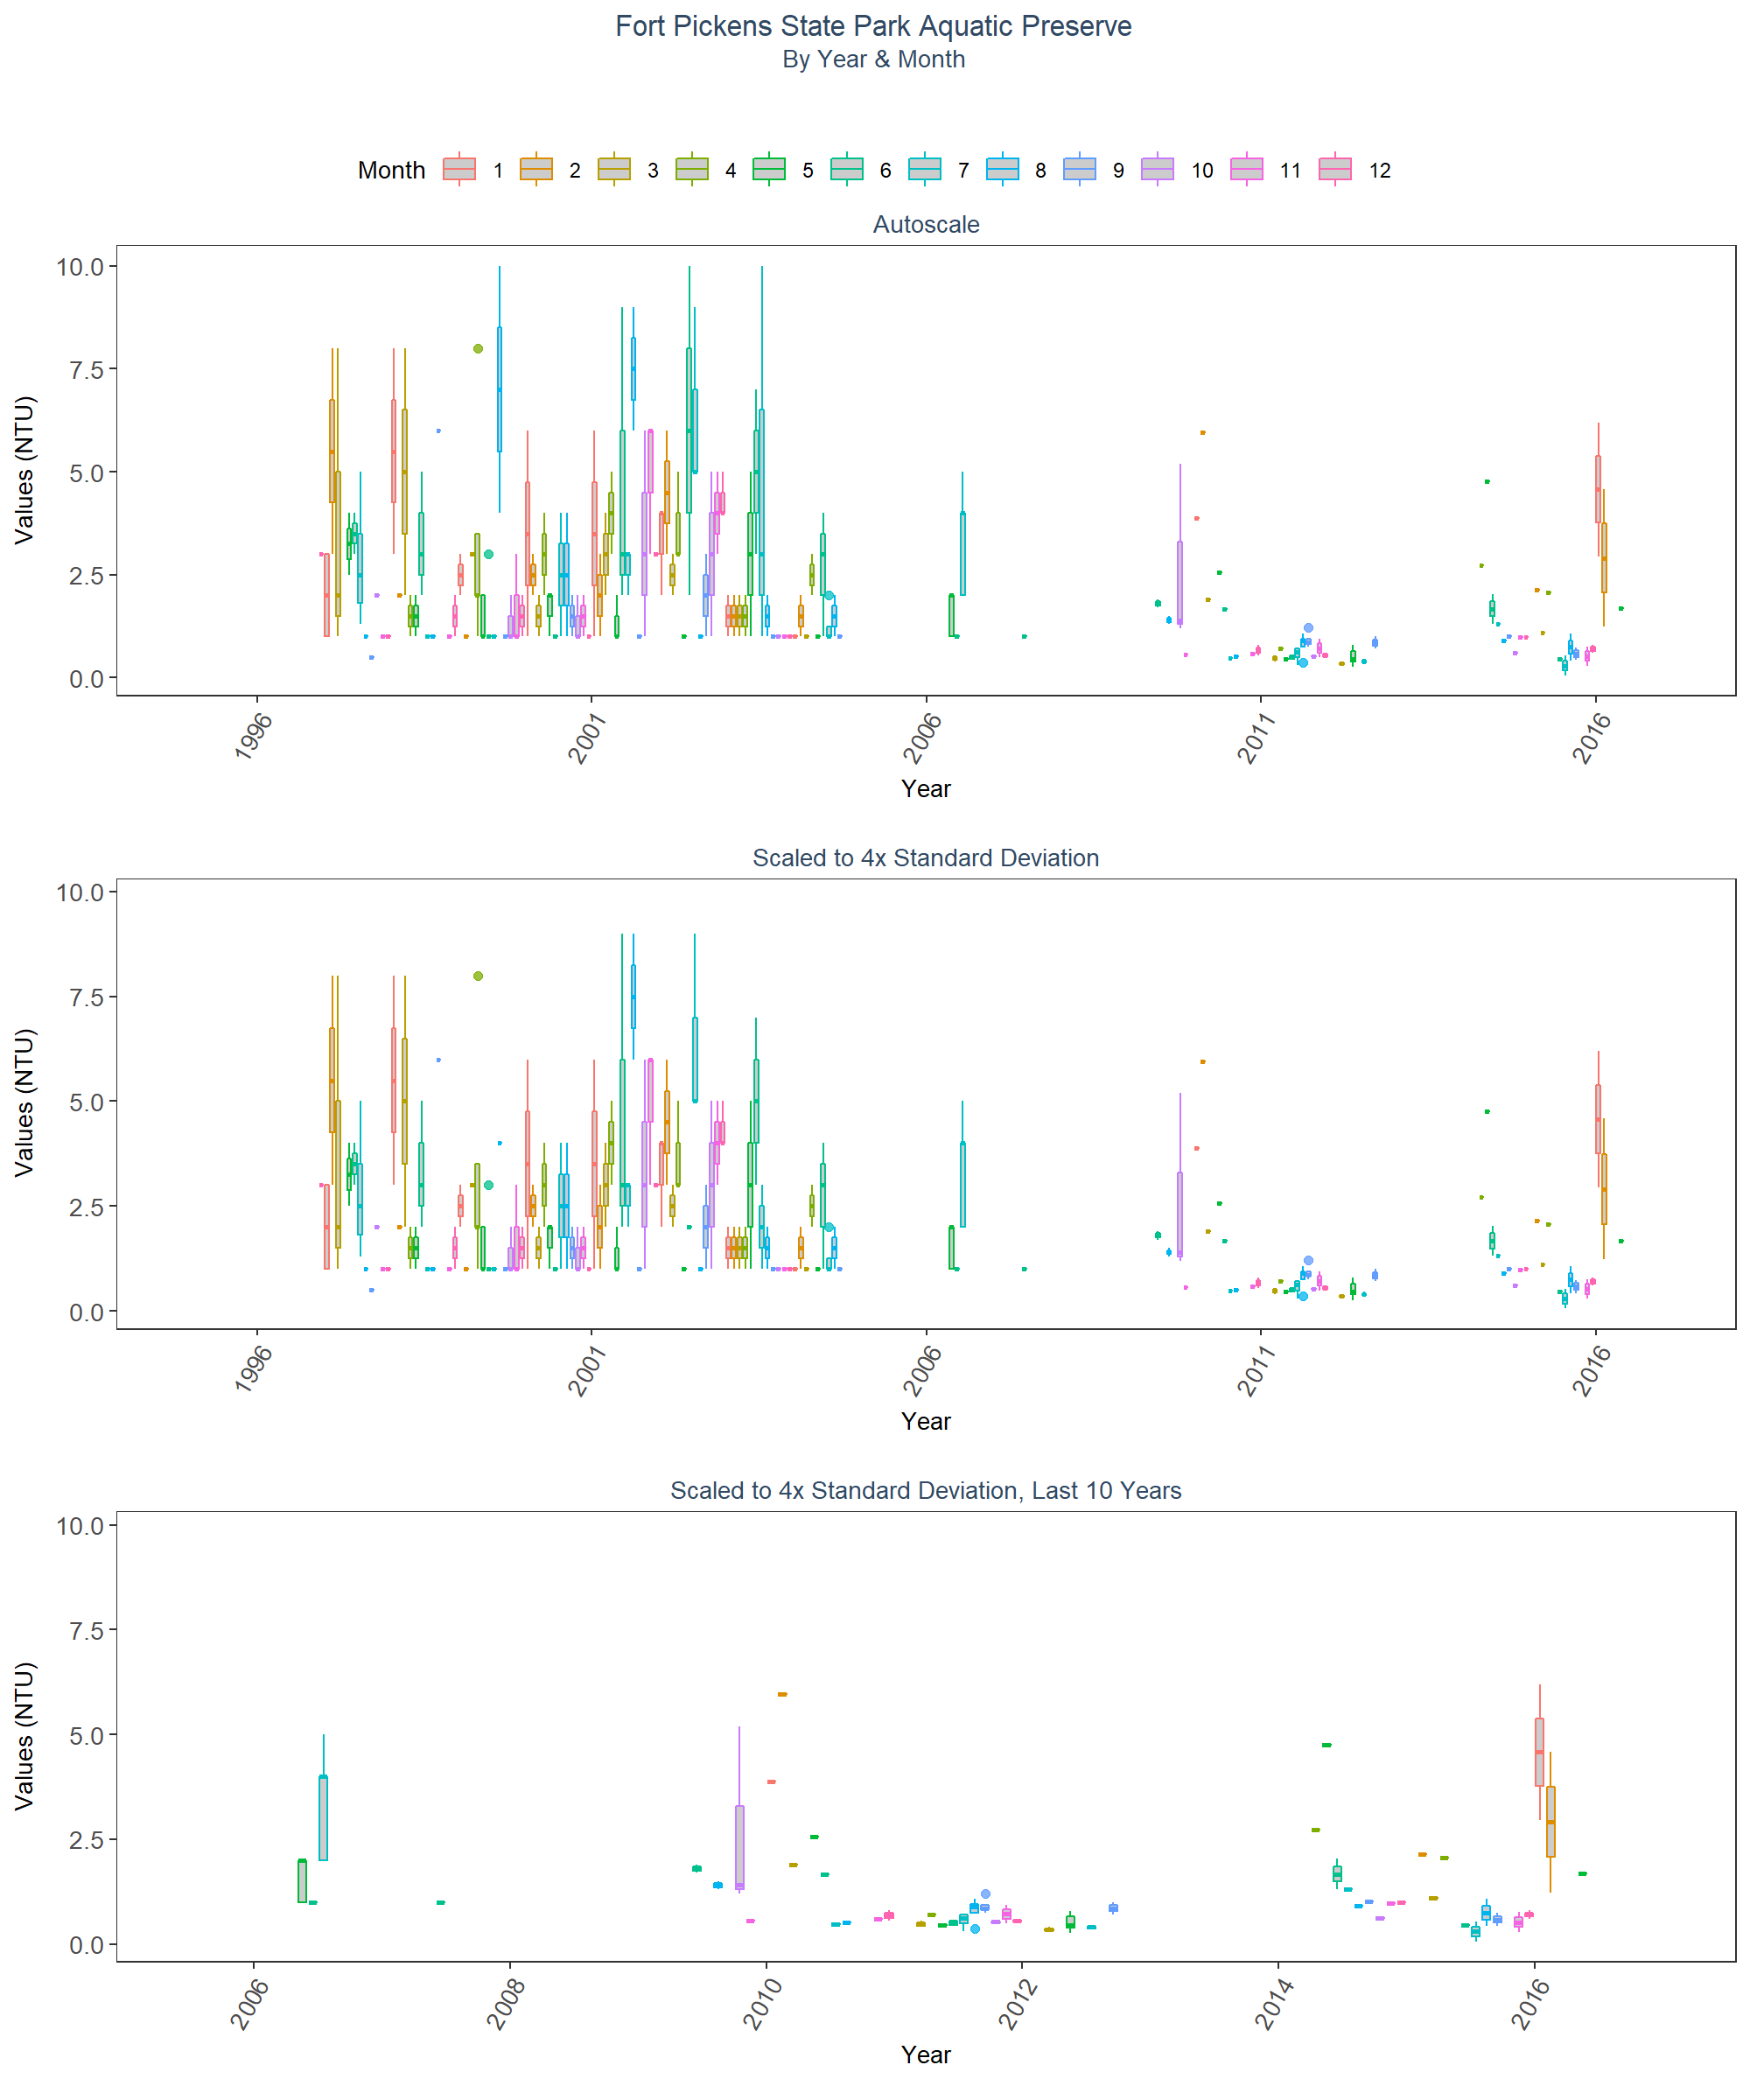 Fort Pickens State Park Aquatic Preserve
By Year & Month
Month 1 2 3 4 5 6 7 8 9 10 11 12
Autoscale
10.0
7.5
5.0
2.5
0.0
Values (NTU)
1996 2001 2006 2011 2016
Year
Scaled to 4x Standard Deviation
10.0
7.5
5.0
2.5
0.0
Values (NTU)
1996 2001 2006 2011 2016
Year
Scaled to 4x Standard Deviation, Last 10 Years
10.0
7.5
5.0
2.5
0.0
Values (NTU)
2006 2008 2010 2012 2014 2016
Year